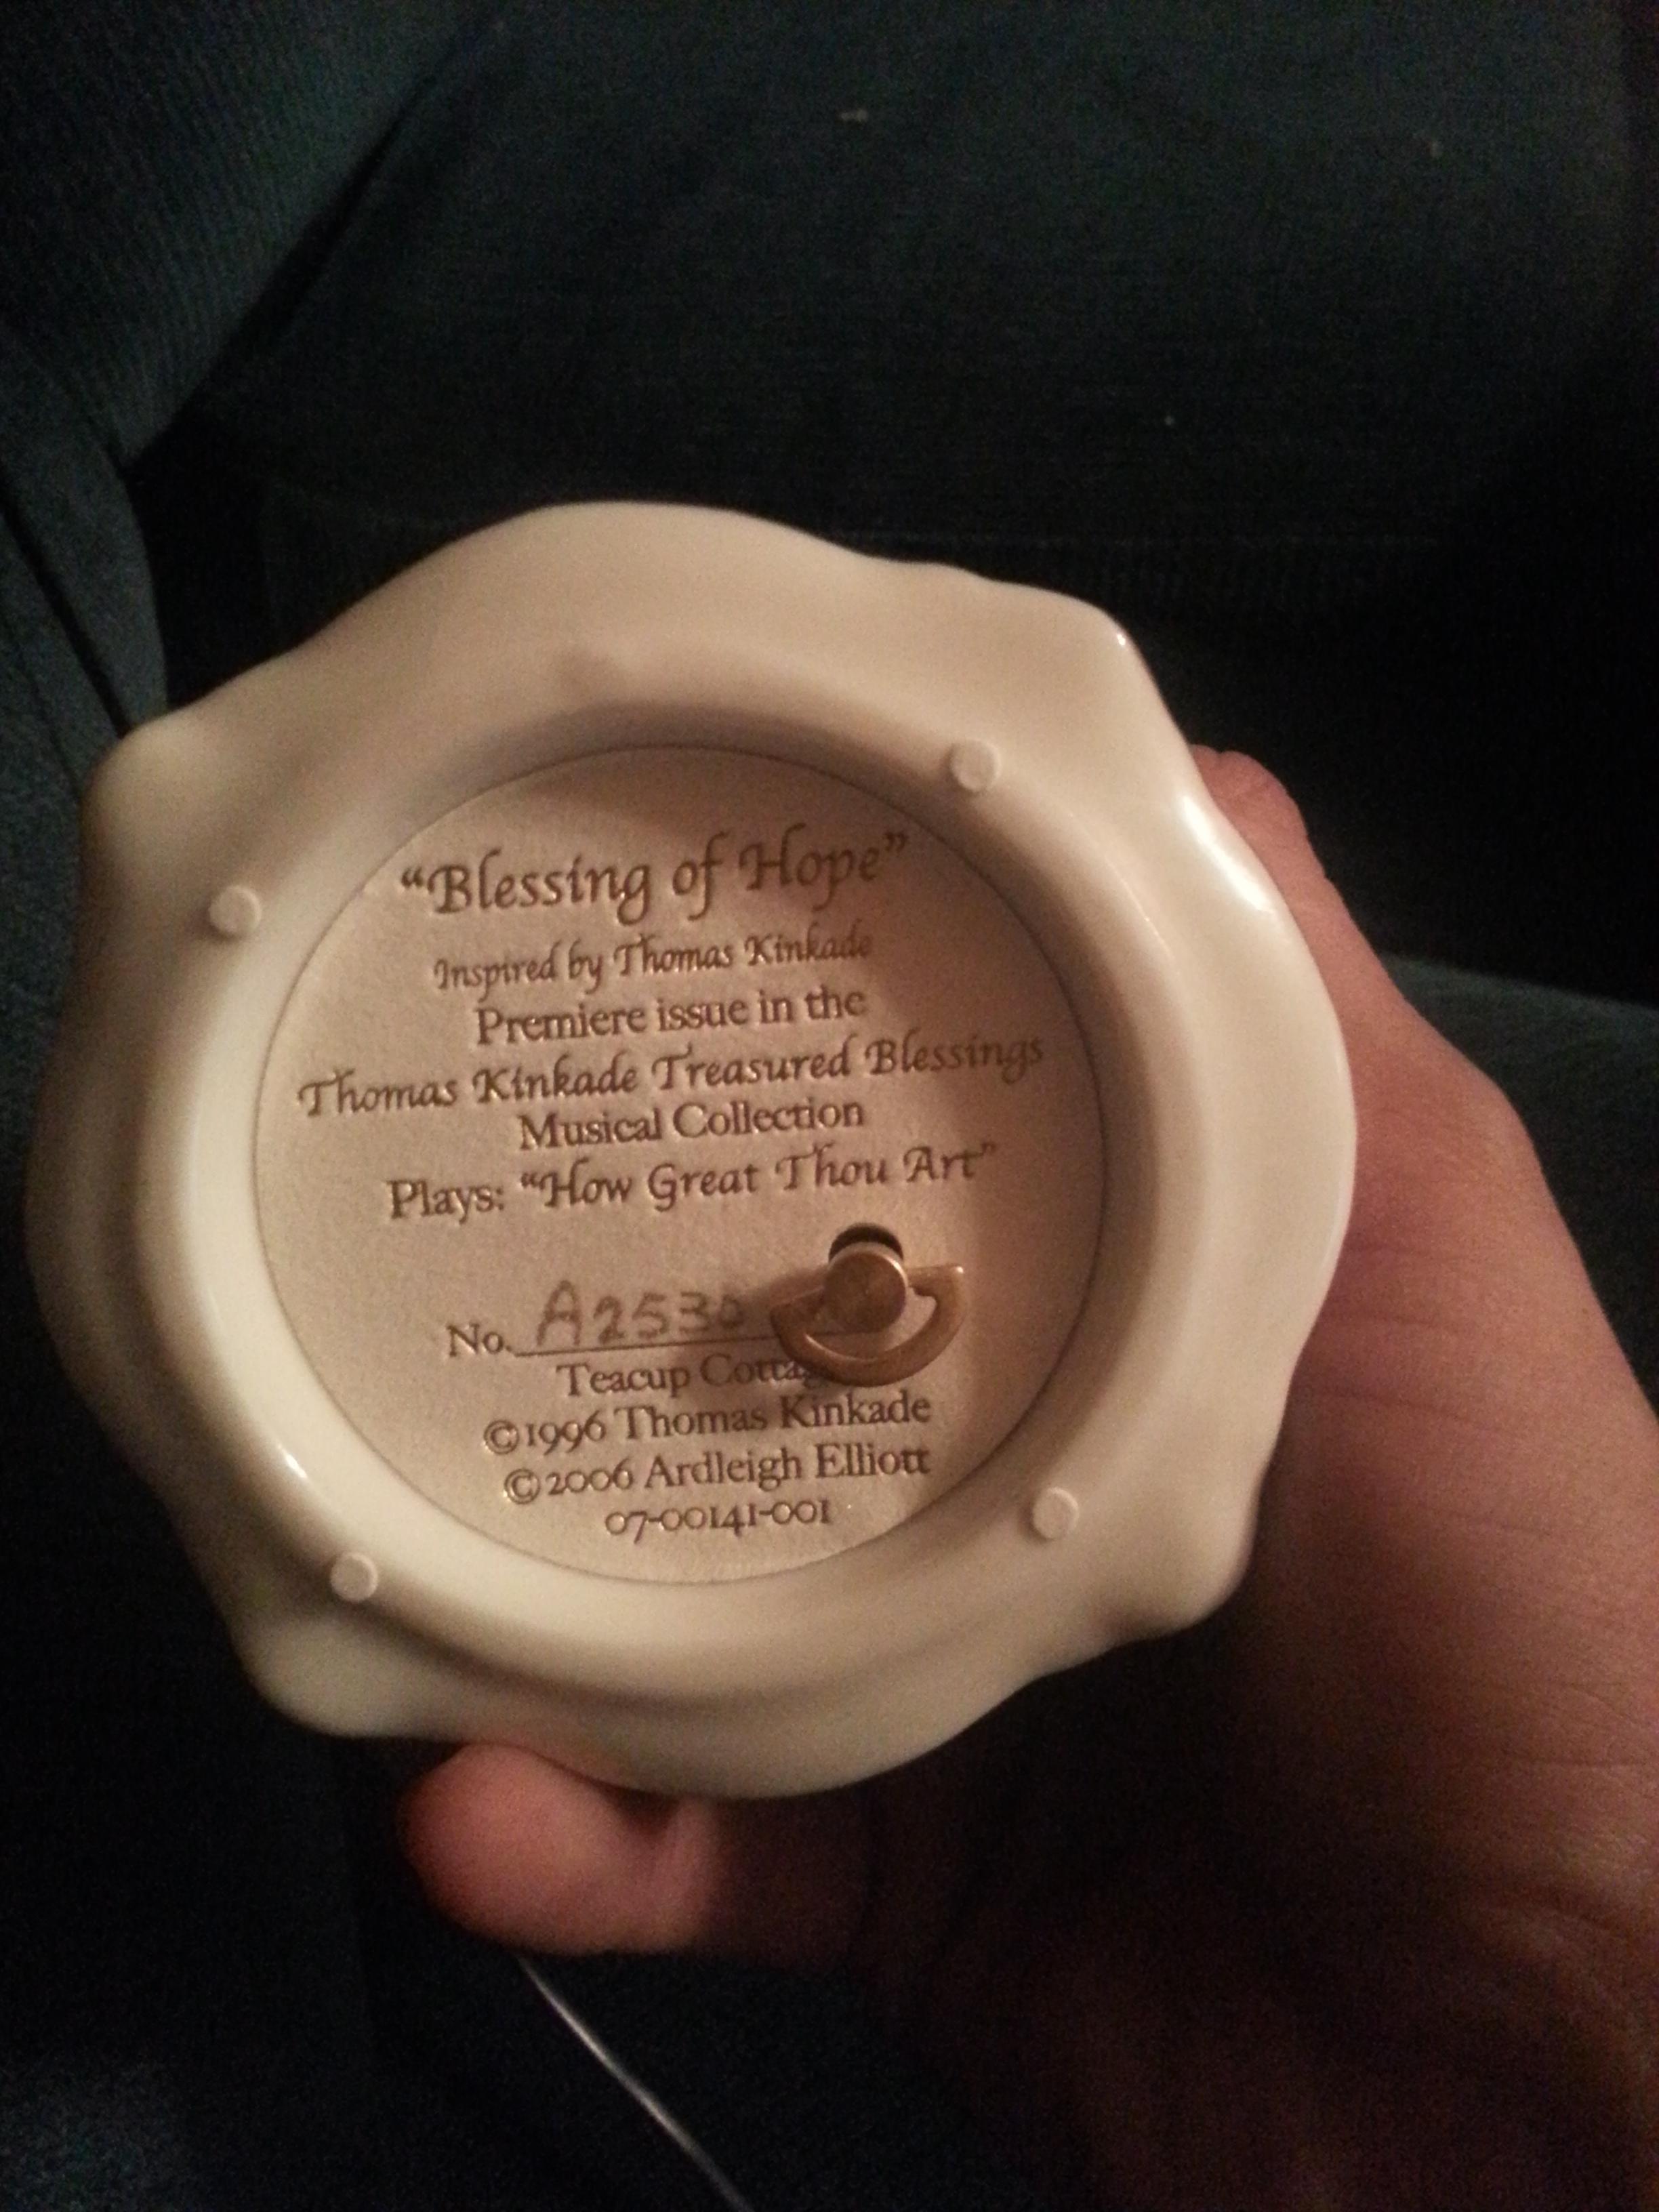 “Blessing of Hope”
Inspired by Thomas Kinkade
Premiere issue in the
Thomas Kinkade Treasured Blessings
Musical Collection
Plays: “How Great Thou Art”
No.
Teacup
©1996 Thomas Kinkade
©2006 Ardleigh Elliott
07-00141-001